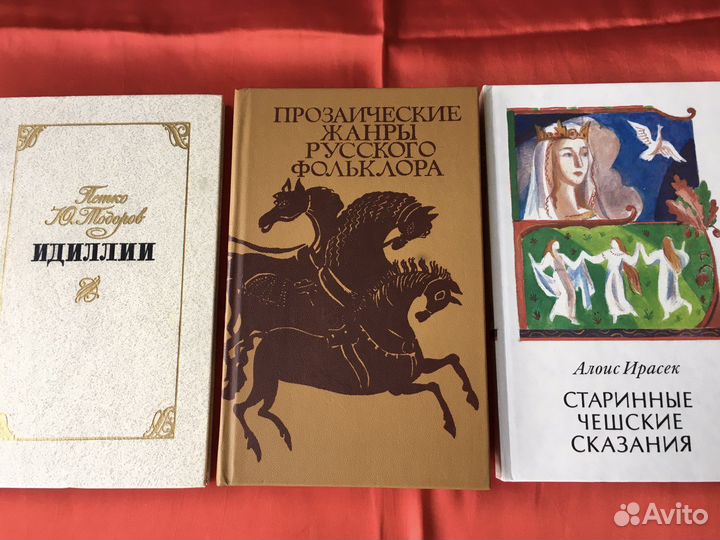 Петко
Ю. Тодоров
ИДИЛЛИИ
ПРОЗАИЧЕСКИЕ
ЖАНРЫ
РУССКОГО
ФОЛЬКЛОРА
Алоис Ирасек
СТАРИННЫЕ
ЧЕШСКИЕ
СКАЗАНИЯ
Avito